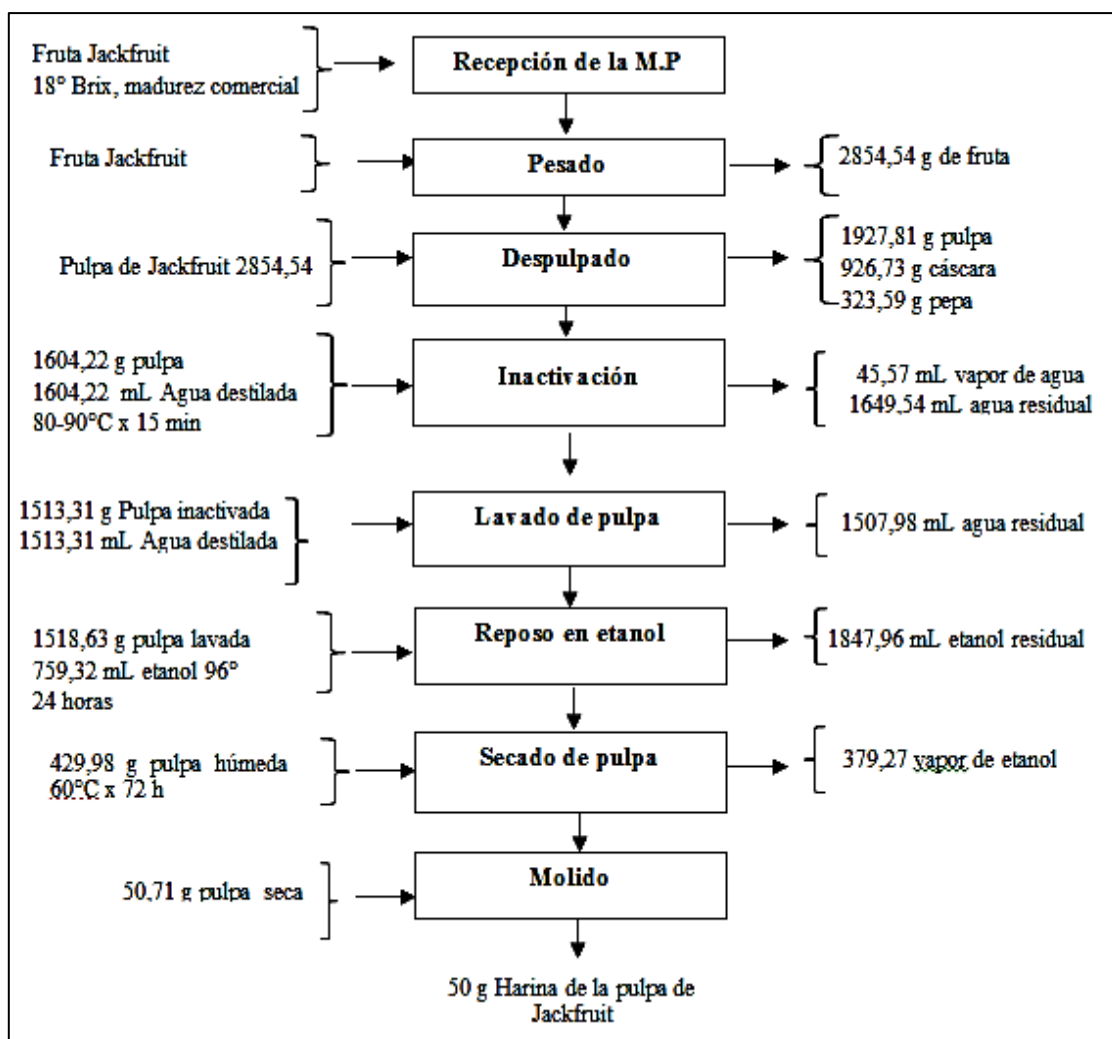 Fruta Jackfruit
18° Brix, madurez comercial
Recepción de la M.P
Fruta Jackfruit
Pesado
2854,54 g de fruta
Pulpa de Jackfruit 2854,54
Despulpado
1927,81 g pulpa
926,73 g cáscara
323,59 g pepa
1604,22 g pulpa
1604,22 mL Agua destilada
80-90°C x 15 min
Inactivación
45,57 mL vapor de agua
1649,54 mL agua residual
1513,31 g Pulpa inactivada
1513,31 mL Agua destilada
Lavado de pulpa
1507,98 mL agua residual
1518,63 g pulpa lavada
759,32 mL etanol 96°
24 horas
Reposo en etanol
1847,96 mL etanol residual
429,98 g pulpa húmeda
60°C x 72 h
Secado de pulpa
379,27 vapor de etanol
50,71 g pulpa seca
Molido
50 g Harina de la pulpa de
Jackfruit